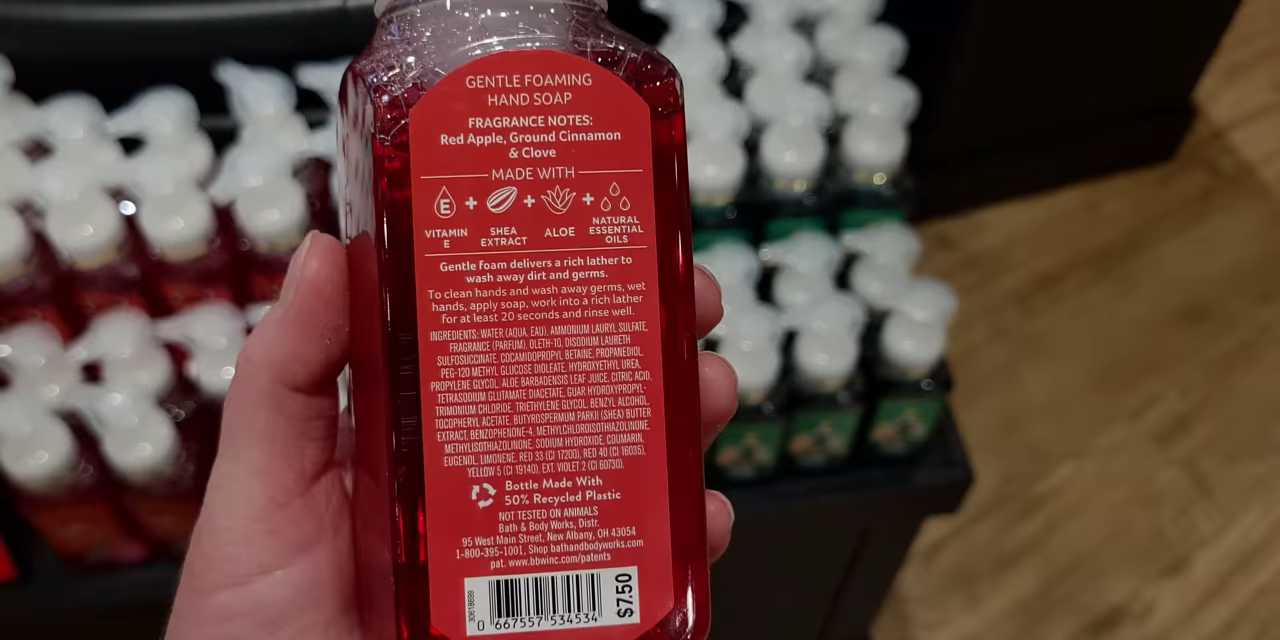 GENTLE FOAMING
HAND SOAP
FRAGRANCE NOTES:
Red Apple, Ground Cinnamon
& Clove
MADE WITH
E
VITAMIN
E
+
SHEA
EXTRACT
+
ALOE
+
NATURAL
ESSENTIAL
OILS
Gentle foam delivers a rich lather to
wash away dirt and germs.
To clean hands and wash away germs, wet
hands, apply soap, work into a rich lather
for at least 20 seconds and rinse well.
INGREDIENTS: WATER (AQUA, EAU), AMMONIUM LAURYL SULFATE,
FRAGRANCE (PARFUM), OLETH-10, DISODIUM LAURETH
SULFOSUCCINATE, COCAMIDOPROPYL BETAINE, PROPANEDIOL,
PEG-120 METHYL GLUCOSE DIOLEATE, HYDROXYETHYL UREA,
PROPYLENE GLYCOL, ALOE BARBADENSIS LEAF JUICE, CITRIC ACID,
TETRASODIUM GLUTAMATE DIACETATE, GUAR HYDROXYPROPYL-
TRIMONIUM CHLORIDE, TRIETHYLENE GLYCOL, BENZYL ALCOHOL,
TOCOPHERYL ACETATE, BUTYROSPERMUM PARKII (SHEA) BUTTER
EXTRACT, BENZOPHENONE-4, METHYLCHLOROISOTHIAZOLINONE,
METHYLISOTHIAZOLINONE, SODIUM HYDROXIDE, COUMARIN,
EUGENOL, LIMONENE, RED 33 (CI 17200), RED 40 (CI 16035),
YELLOW 5 (CI 19140), EXT. VIOLET 2 (CI 60730).
Bottle Made With
50% Recycled Plastic
NOT TESTED ON ANIMALS
Bath & Body Works, Distr.
95 West Main Street, New Albany, OH 43054
1-800-395-1001, Shop bathandbodyworks.com
pat. www.bbwinc.com/patents
30618699
0 667557 534534
$7.50